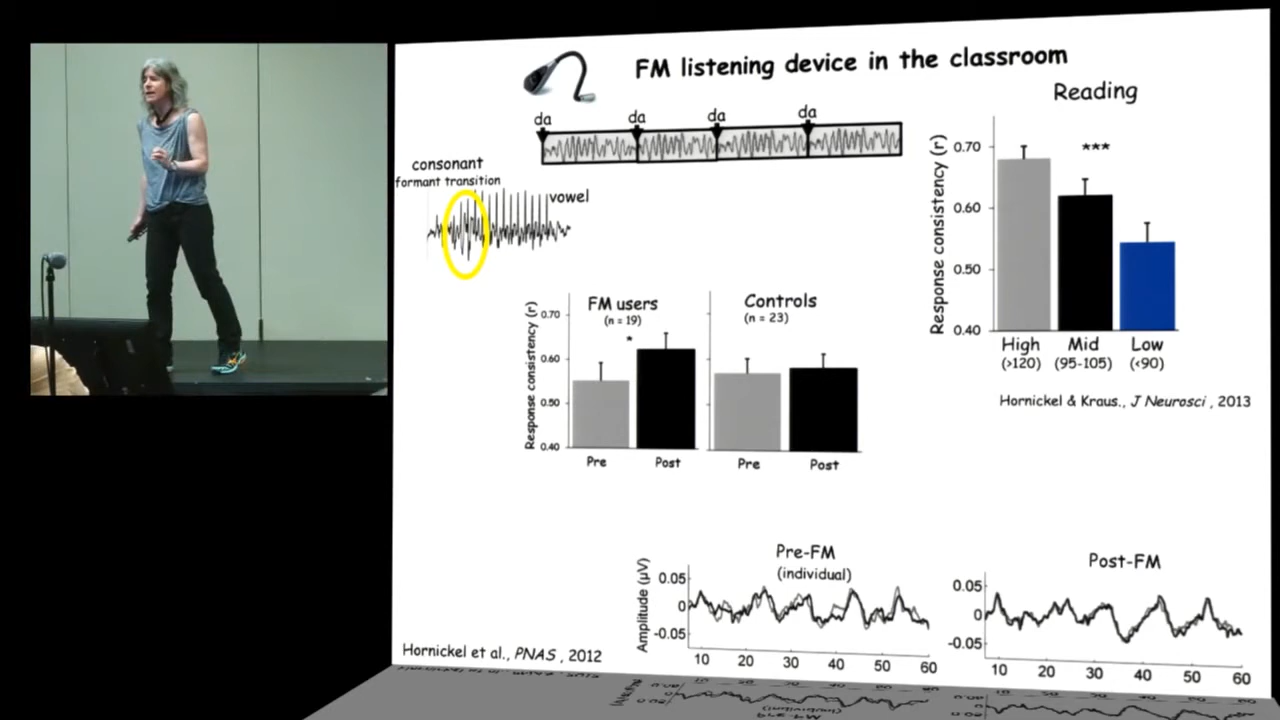 FM listening device in the classroom
da da da da
consonant
formant transition
vowel
Reading
Response consistency (r)
0.70
0.60
0.50
0.40
***
High Mid Low
(>120) (95-105) (<90)
Hornickel & Kraus., J Neurosci , 2013
Response consistency (r)
0.70
0.60
0.50
0.40
FM users
(n = 19)
*
Pre Post
Controls
(n = 23)
Pre Post
Amplitude (µV)
Pre-FM
(individual)
0.05
0
-0.05
10 20 30 40 50 60
Post-FM
0.05
0
-0.05
10 20 30 40 50 60
Hornickel et al., PNAS , 2012